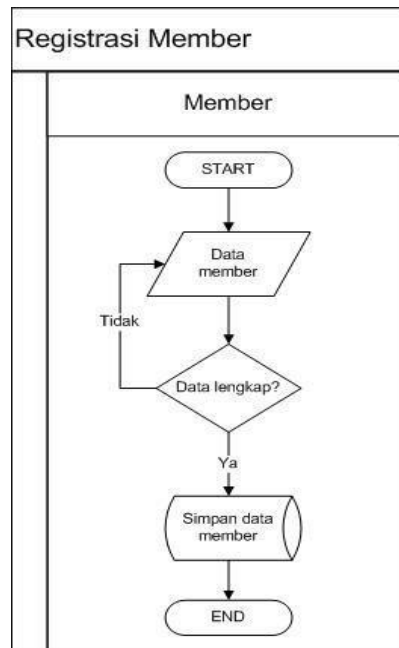 Registrasi Member
Member
START
Data
member
Tidak
Data lengkap?
Ya
Simpan data
member
END